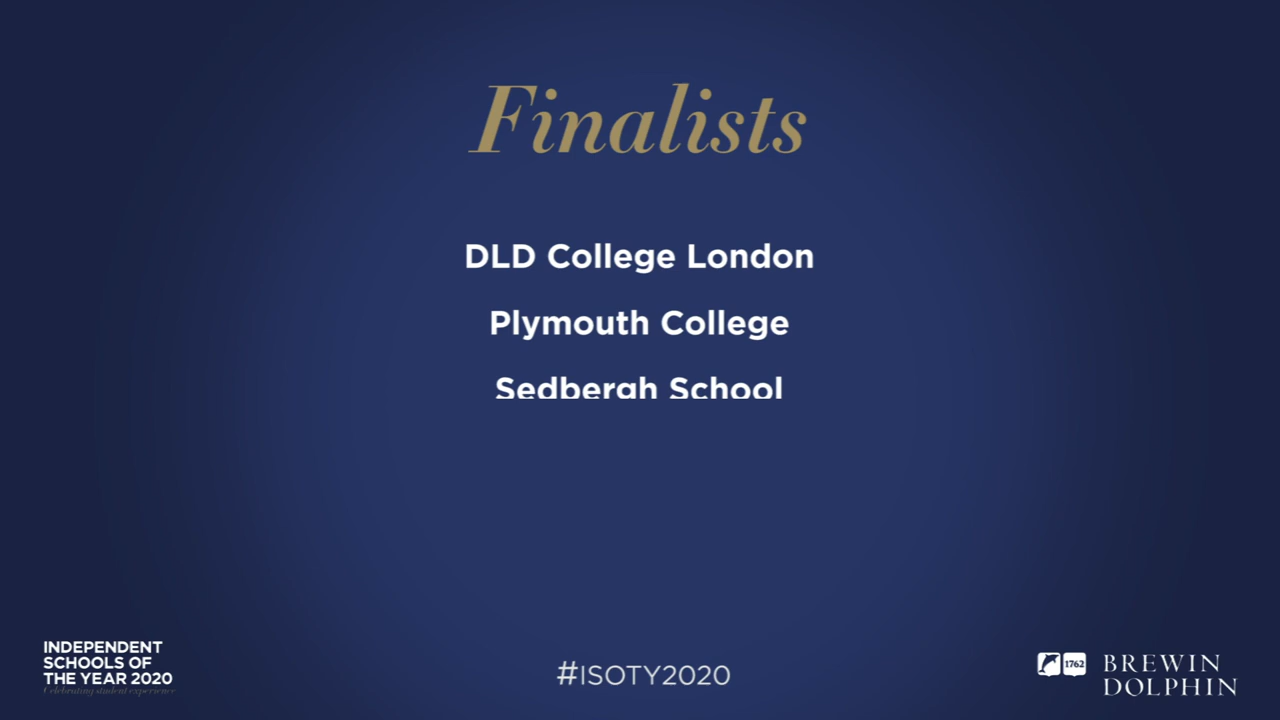 Finalists
DLD College London
Plymouth College
Sedbergh School
INDEPENDENT
SCHOOLS OF
THE YEAR 2020
Celebrating student experience
#ISOTY2020
1762
BREWIN
DOLPHIN